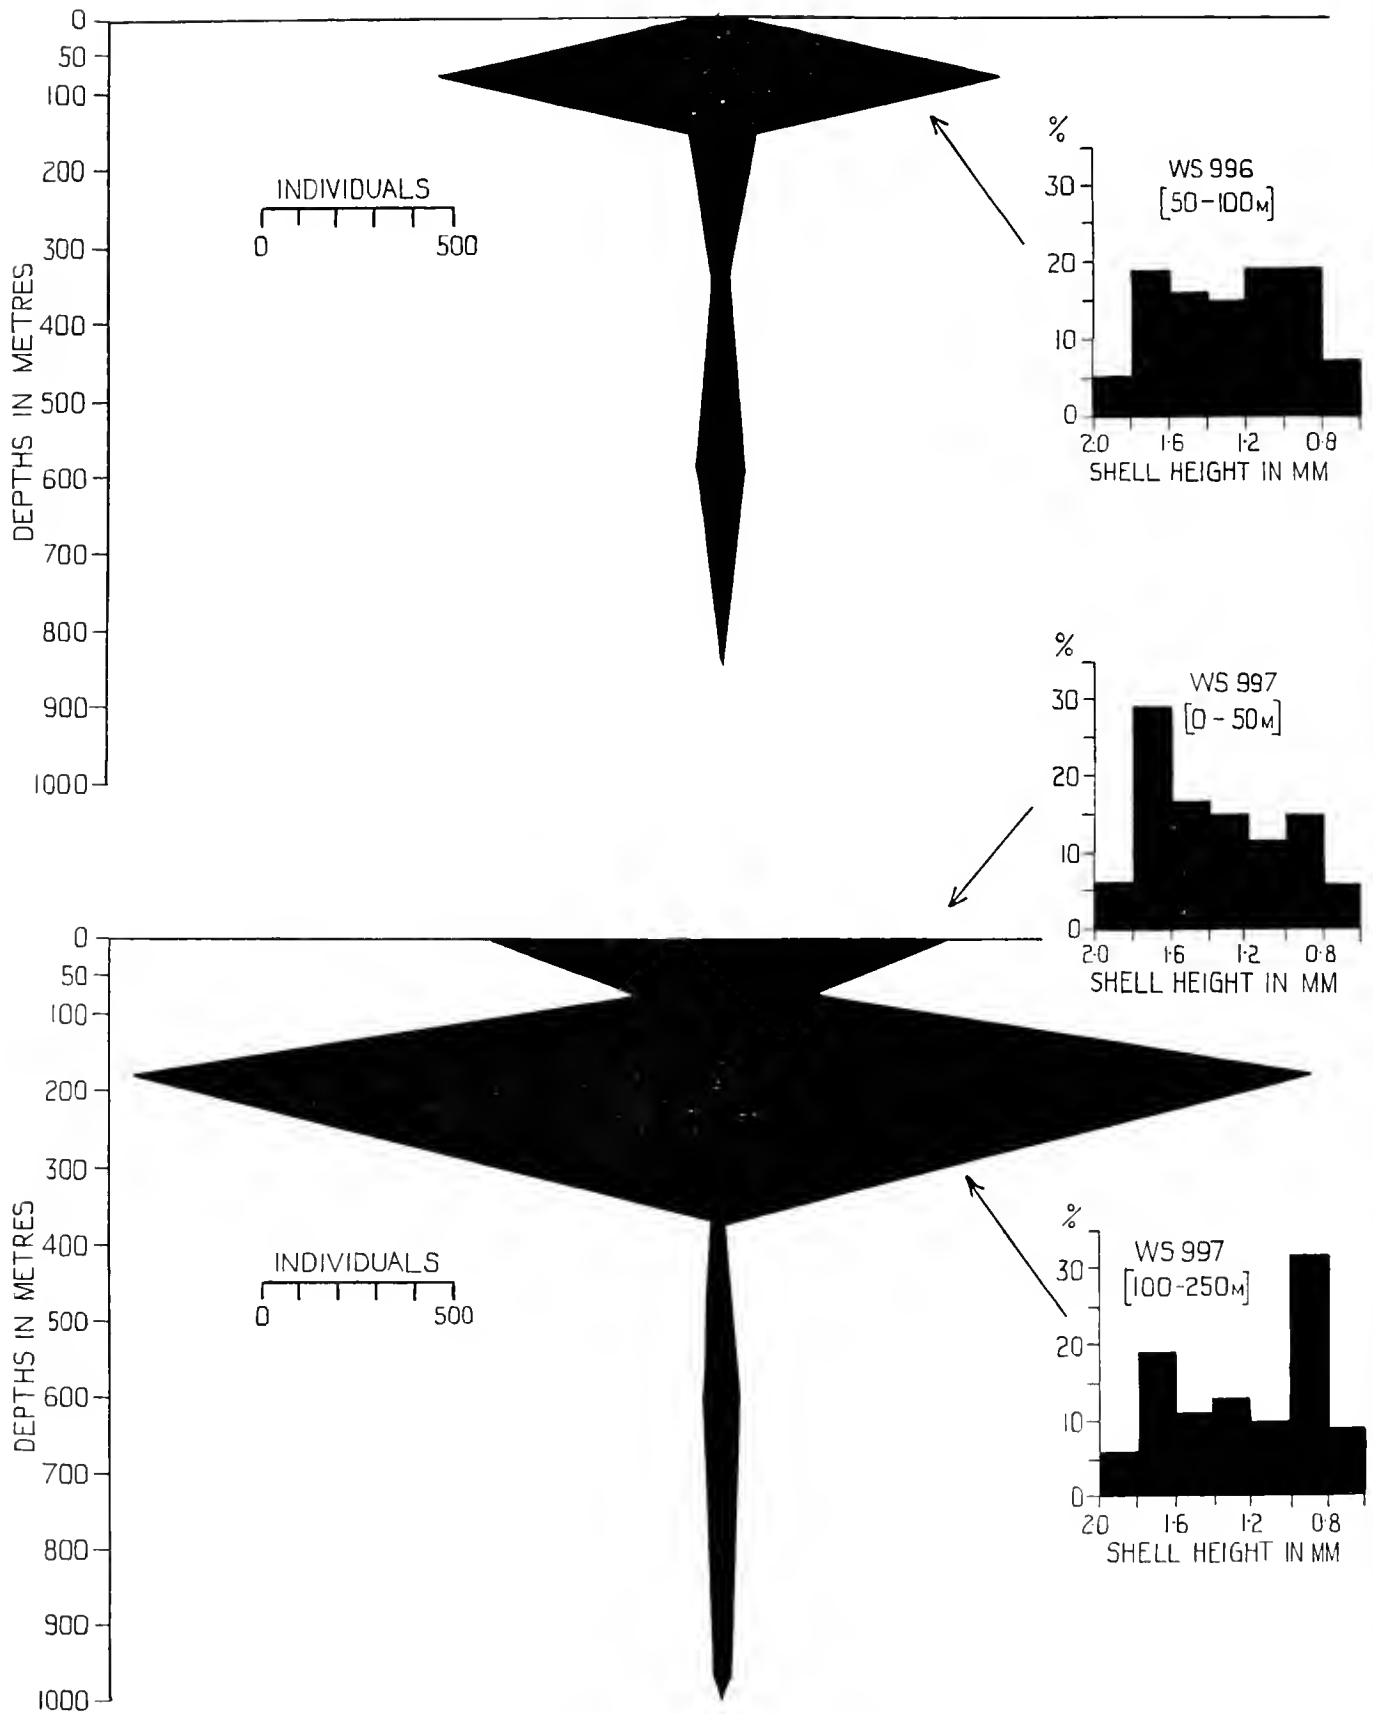 0
50
100
200
300
400
500
600
700
800
900
1000
DEPTHS IN METRES
INDIVIDUALS
0 500
%
30
20
10
0
WS 996
[50-100M]
2·0 1·6 1·2 0·8
SHELL HEIGHT IN MM
%
30
20
10
0
WS 997
[0-50M]
2·0 1·6 1·2 0·8
SHELL HEIGHT IN MM
0
50
100
200
300
400
500
600
700
800
900
1000
DEPTHS IN METRES
INDIVIDUALS
0 500
%
30
20
10
0
WS 997
[100-250M]
2·0 1·6 1·2 0·8
SHELL HEIGHT IN MM